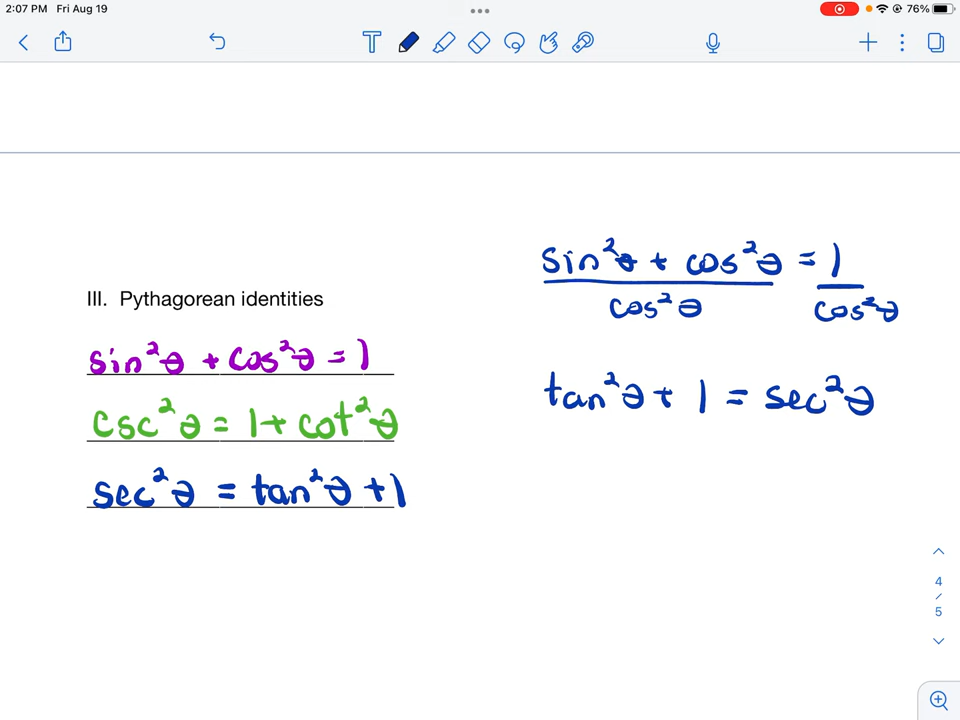 2:07 PM Fri Aug 19
76%
T
III. Pythagorean identities
sin²θ + cos²θ = 1
csc²θ = 1 + cot²θ
sec²θ = tan²θ + 1
sin²θ + cos²θ = 1
cos²θ cos²θ
tan²θ + 1 = sec²θ
4
/
5